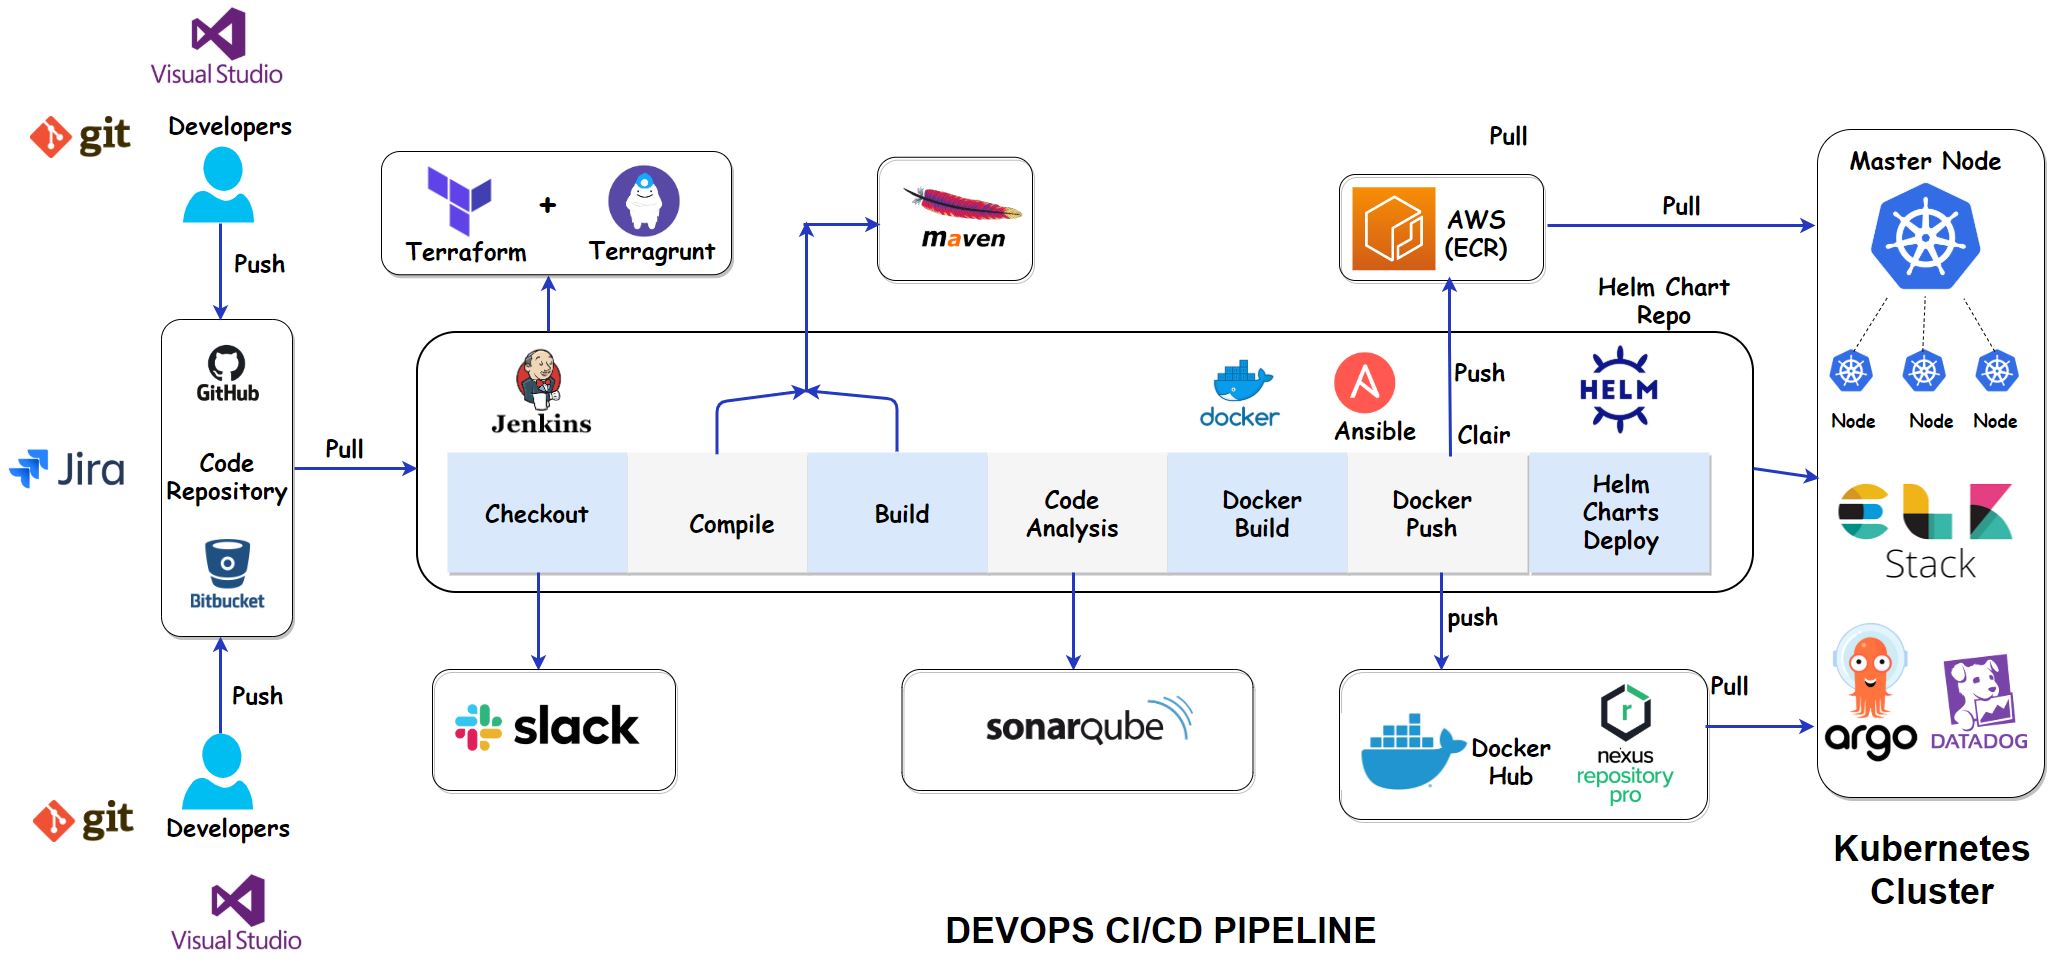 Visual Studio
git
Developers
Push
GitHub
Code
Repository
Bitbucket
Jira
Push
git
Developers
Visual Studio
Pull
Terraform
+
Terragrunt
maven
Pull
AWS
(ECR)
Pull
Helm Chart
Repo
Jenkins
docker
Ansible
Push
Clair
HELM
Checkout
Compile
Build
Code
Analysis
Docker
Build
Docker
Push
Helm
Charts
Deploy
slack
sonarqube
push
Docker
Hub
r
nexus
repository
pro
Pull
Master Node
Node
Node
Node
ELK
Stack
argo
DATADOG
Kubernetes
Cluster
DEVOPS CI/CD PIPELINE